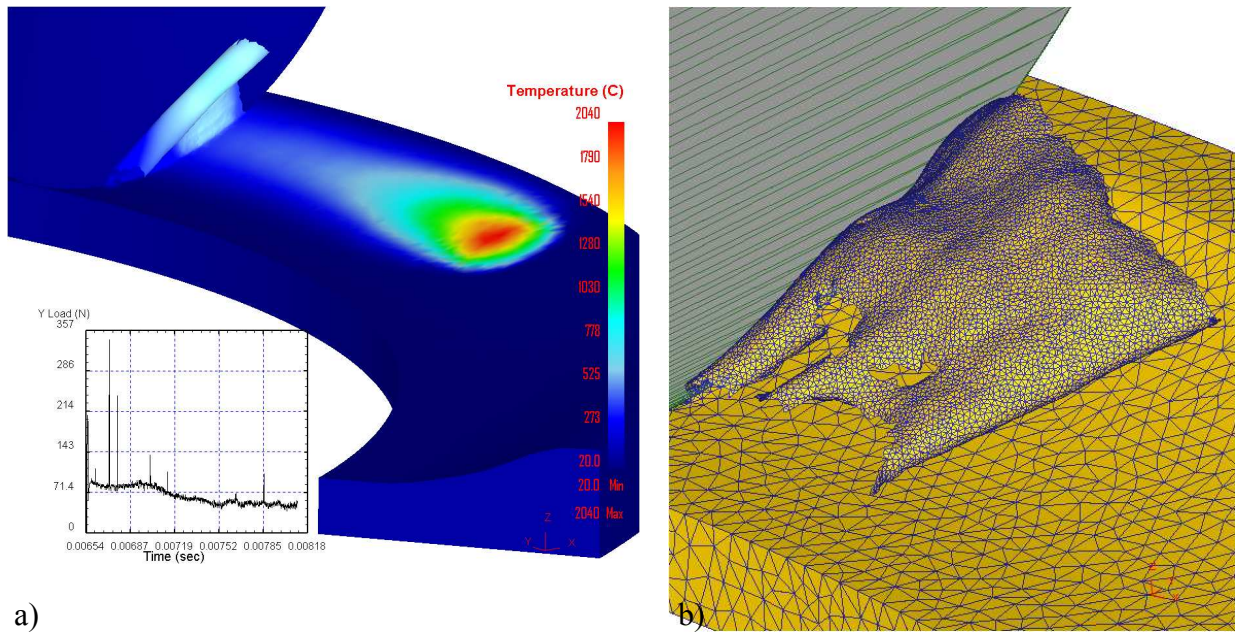 Temperature (C)
2040
1790
1540
1280
1030
778
525
273
20.0
20.0 Min
2040 Max
Z
Y X
Y Load (N)
357
286
214
143
71.4
0
0.00654 0.00687 0.00719 0.00752 0.00785 0.00818
Time (sec)
a)
b)